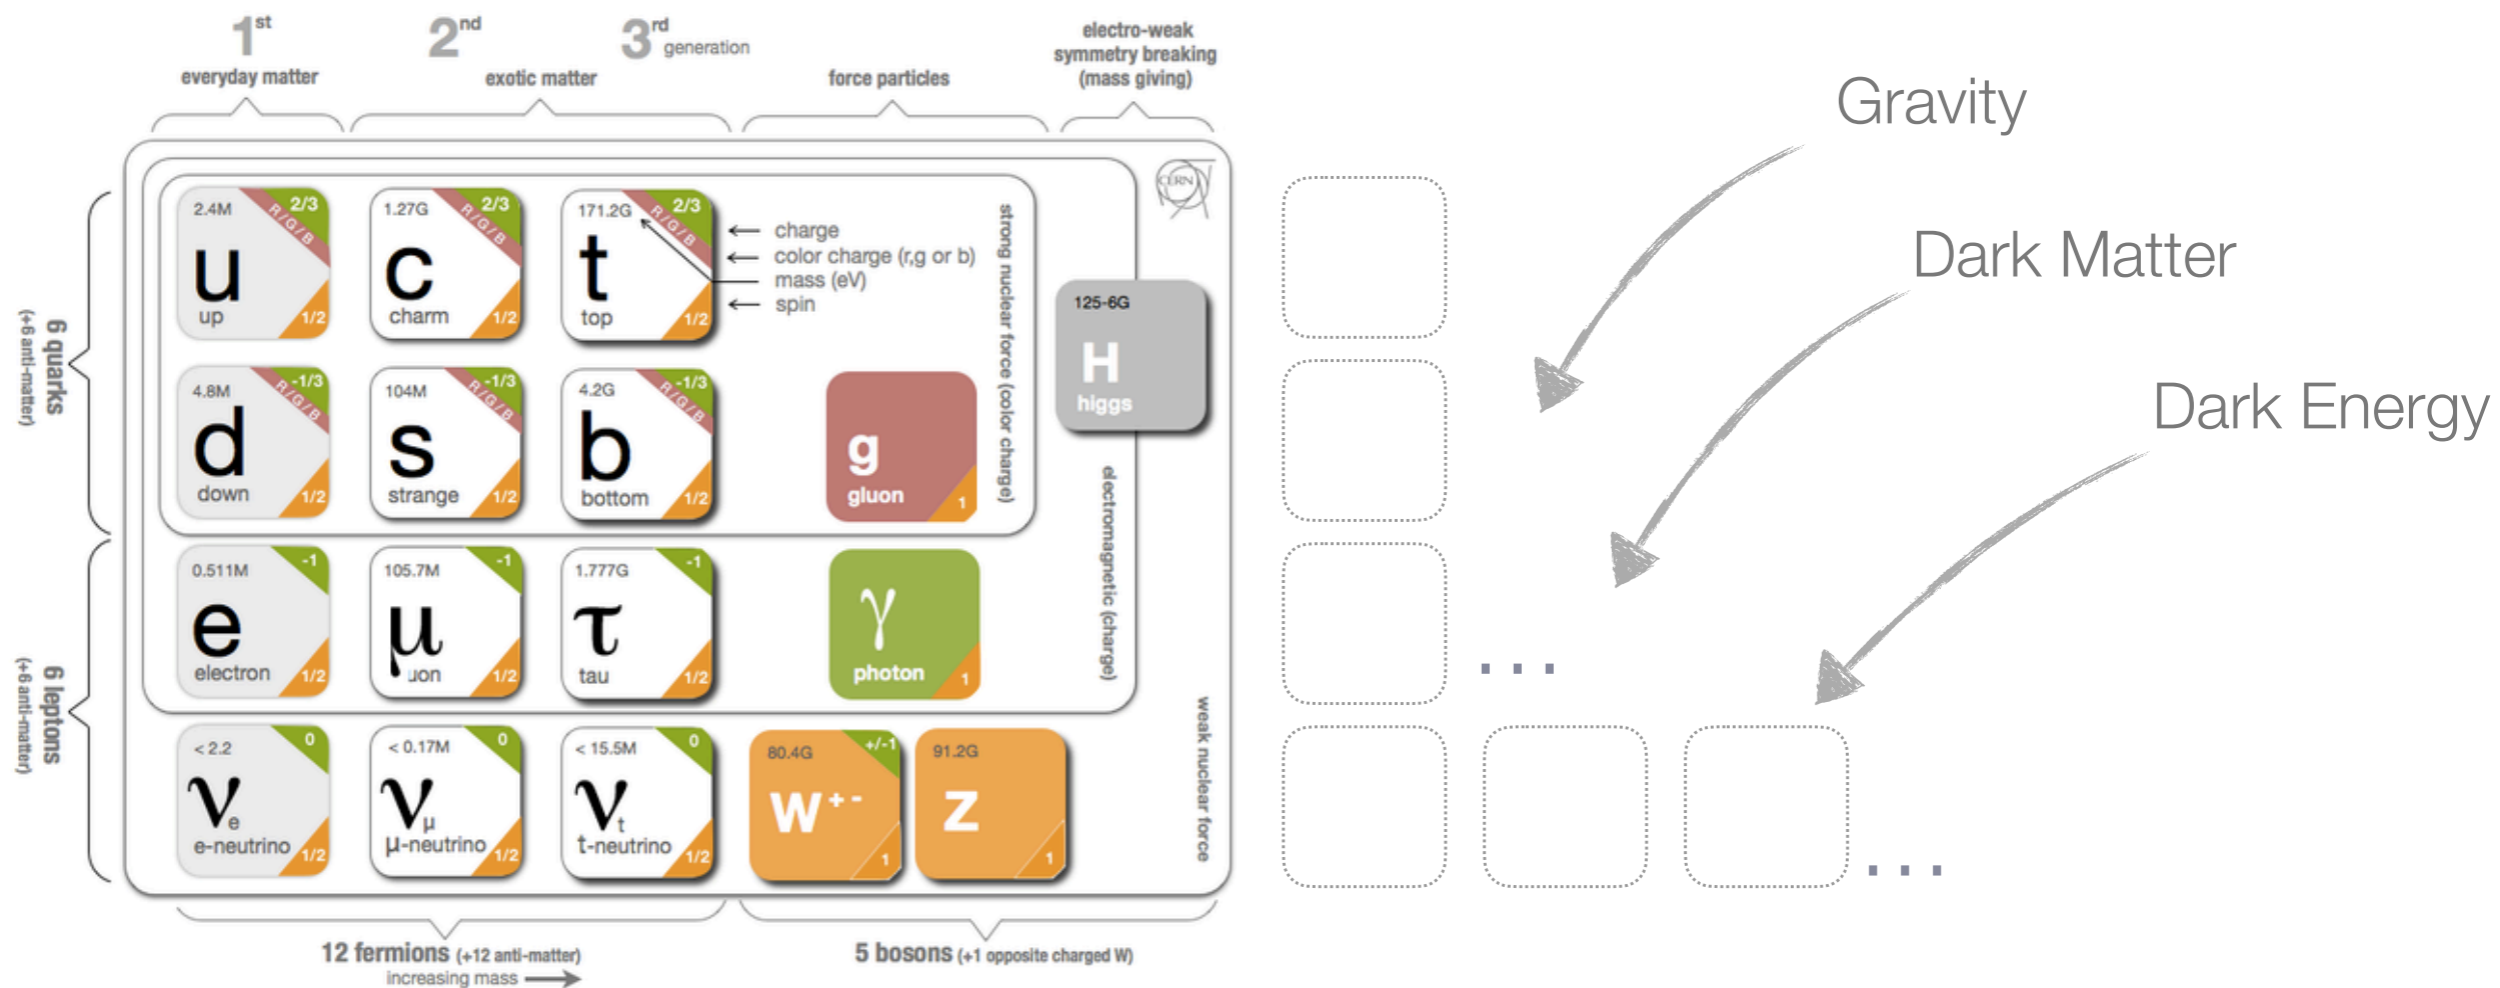 1st
2nd
3rd generation
everyday matter
exotic matter
force particles
electro-weak
symmetry breaking
(mass giving)
6 quarks
(+6 anti-matter)
6 leptons
(+6 anti-matter)
2.4M
2/3
R/G/B
u
up
1/2
1.27G
2/3
R/G/B
c
charm
1/2
171.2G
2/3
R/G/B
t
top
1/2
charge
color charge (r,g or b)
mass (eV)
spin
strong nuclear force (color charge)
CERN
4.8M
-1/3
R/G/B
d
down
1/2
104M
-1/3
R/G/B
s
strange
1/2
4.2G
-1/3
R/G/B
b
bottom
1/2
g
gluon
1
125-6G
H
higgs
0.511M
-1
e
electron
1/2
105.7M
-1
μ
uon
1/2
1.777G
-1
τ
tau
1/2
γ
photon
1
electromagnetic (charge)
< 2.2
0
νe
e-neutrino
1/2
< 0.17M
0
νμ
μ-neutrino
1/2
< 15.5M
0
νt
t-neutrino
1/2
80.4G
+/-1
W+-
1
91.2G
Z
1
weak nuclear force
12 fermions (+12 anti-matter)
increasing mass
5 bosons (+1 opposite charged W)
Gravity
Dark Matter
Dark Energy
...
...